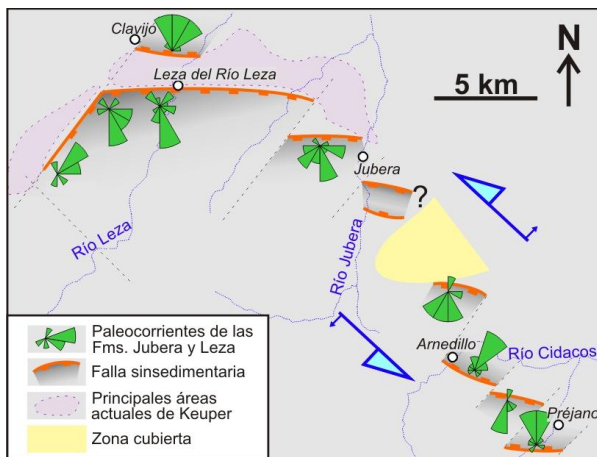 Clavijo
N
Leza del Río Leza
5 km
Jubera
?
Río Leza
Río Jubera
Arnedillo
Río Cidacos
Préjano
Paleocorrientes de las
Fms. Jubera y Leza
Falla sinsedimentaria
Principales áreas
actuales de Keuper
Zona cubierta